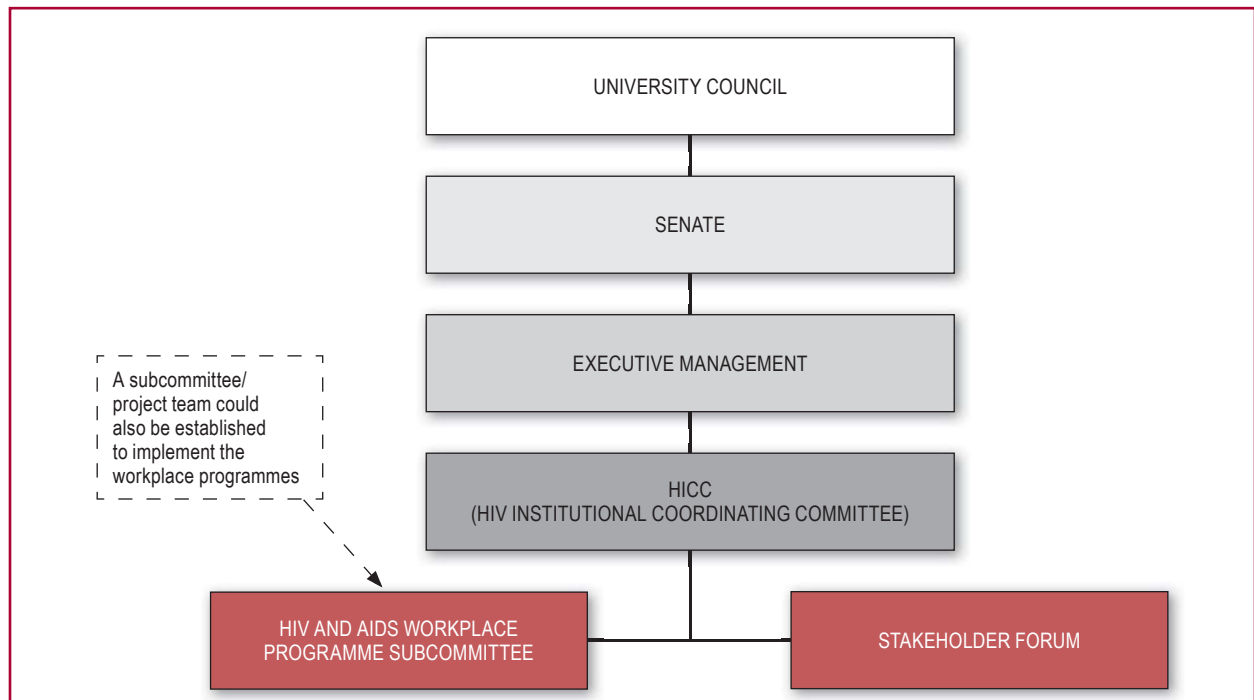 UNIVERSITY COUNCIL
SENATE
EXECUTIVE MANAGEMENT
A subcommittee/
project team could
also be established
to implement the
workplace programmes
HICC
(HIV INSTITUTIONAL COORDINATING COMMITTEE)
HIV AND AIDS WORKPLACE
PROGRAMME SUBCOMMITTEE
STAKEHOLDER FORUM